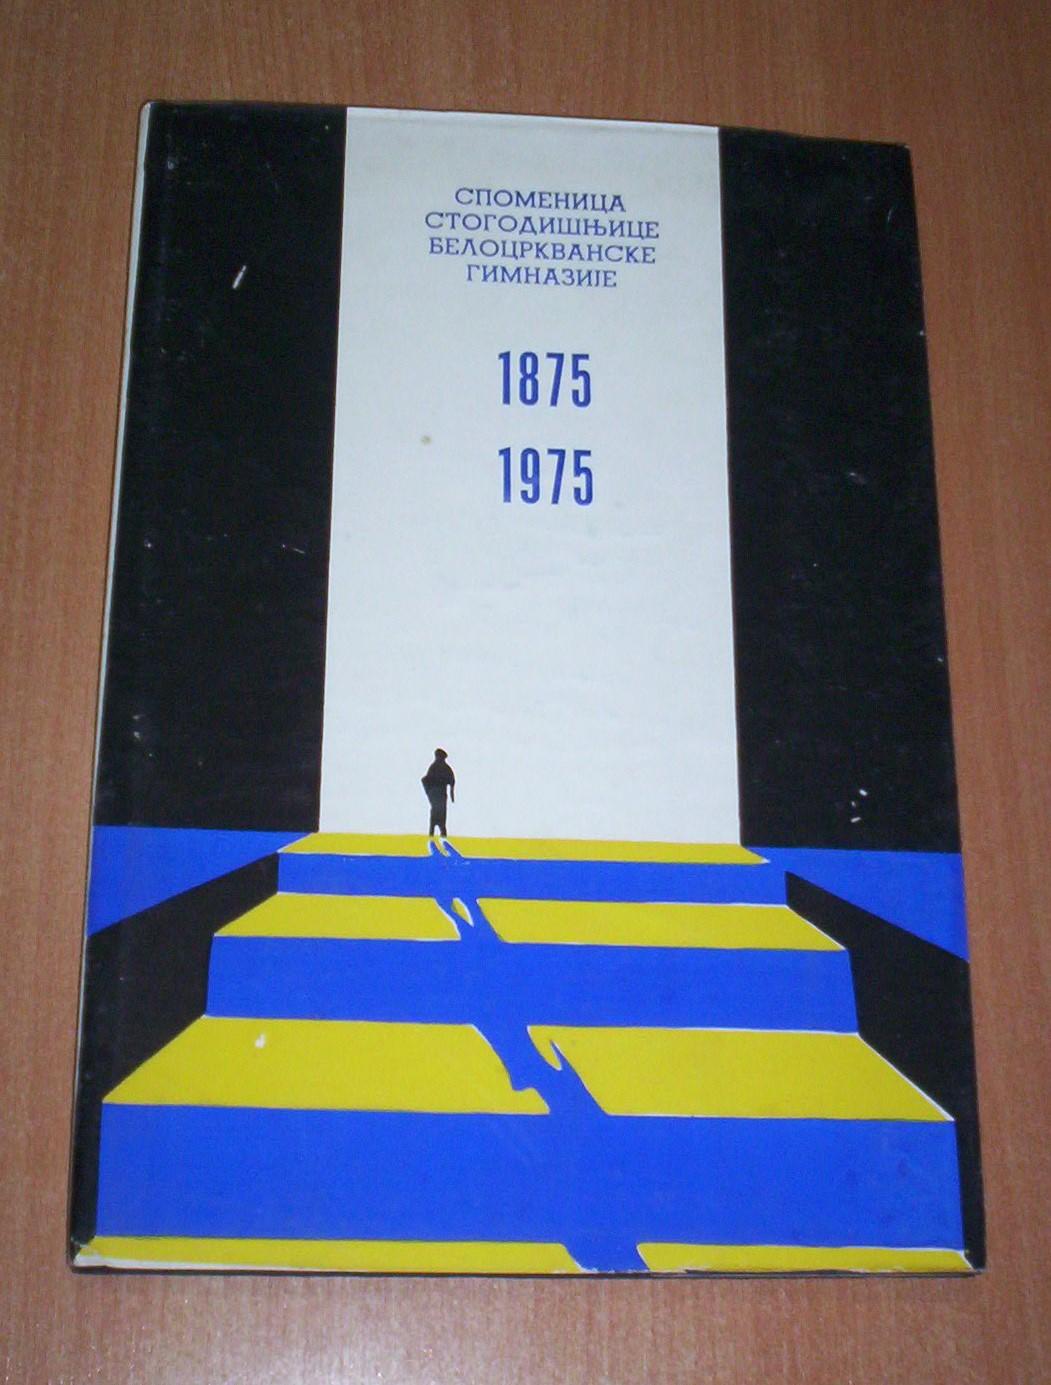 СПОМЕНИЦА
СТОГОДИШЊИЦЕ
БЕЛОЦРКВАНСКЕ
ГИМНАЗИЈЕ
1875
1975